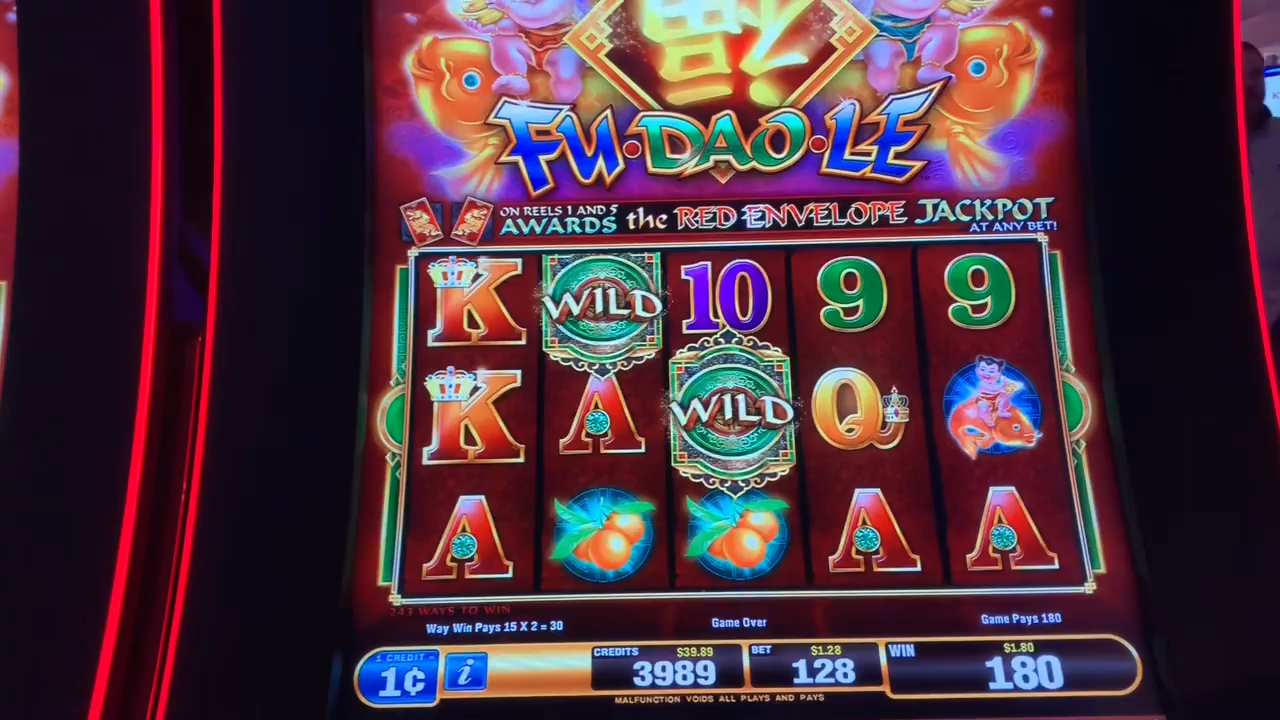 福
FU·DAO·LE
ON REELS 1 AND 5
AWARDS the RED ENVELOPE JACKPOT
AT ANY BET!
K WILD 10 9 9
K A WILD Q
A A A
243 WAYS TO WIN
Way Win Pays 15 X 2 = 30 Game Over Game Pays 180
1 CREDIT =
1¢
i
CREDITS $39.89
3989
BET $1.28
128
WIN $1.80
180
MALFUNCTION VOIDS ALL PLAYS AND PAYS